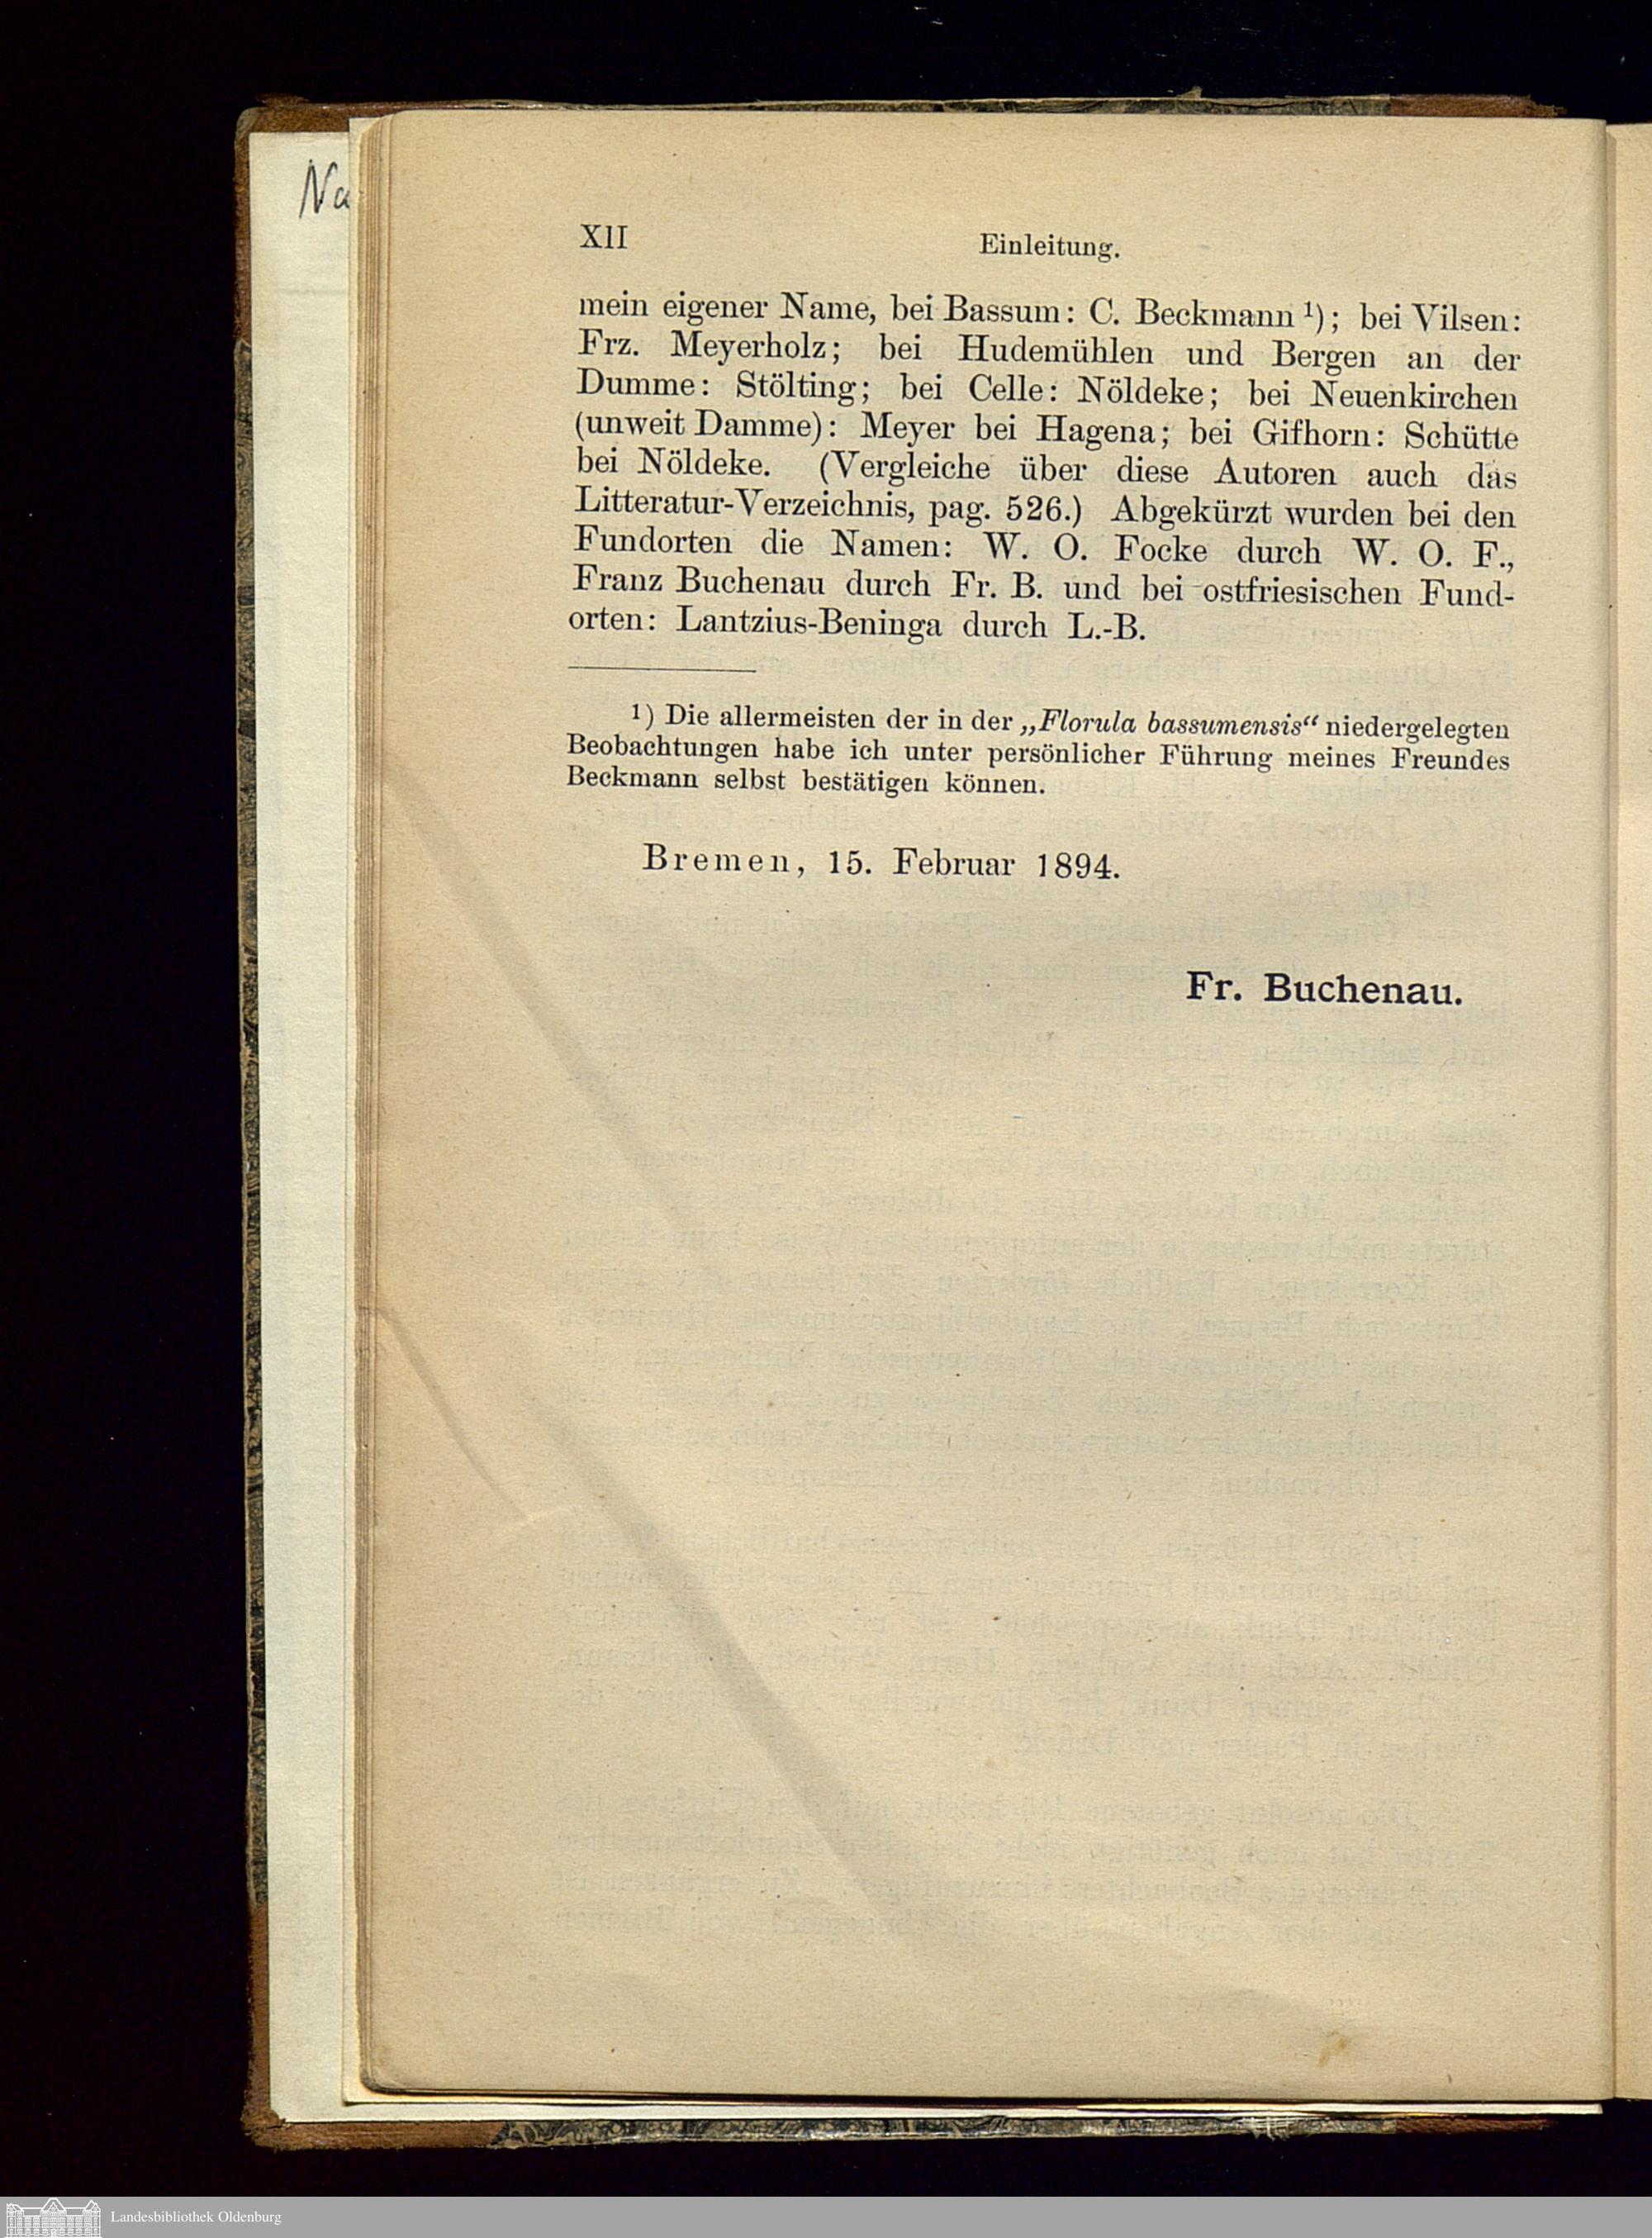 Na
XII Einleitung.
mein eigener Name, bei Bassum: C. Beckmann ¹); bei Vilsen:
Frz. Meyerholz; bei Hudemühlen und Bergen an der
Dumme: Stölting; bei Celle: Nöldeke; bei Neuenkirchen
(unweit Damme): Meyer bei Hagena; bei Gifhorn: Schütte
bei Nöldeke. (Vergleiche über diese Autoren auch das
Litteratur-Verzeichnis, pag. 526.) Abgekürzt wurden bei den
Fundorten die Namen: W. O. Focke durch W. O. F.,
Franz Buchenau durch Fr. B. und bei ostfriesischen Fund-
orten: Lantzius-Beninga durch L.-B.
¹) Die allermeisten der in der „Florula bassumensis“ niedergelegten
Beobachtungen habe ich unter persönlicher Führung meines Freundes
Beckmann selbst bestätigen können.
Bremen, 15. Februar 1894.
Fr. Buchenau.
Landesbibliothek Oldenburg